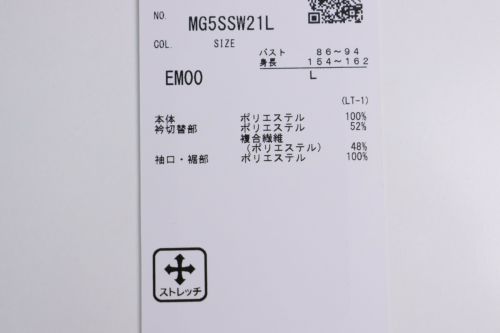 NO. MG5SSW21L
COL. SIZE
バスト 86～94
身長 154～162
EM00 L
(LT-1)
本体 ポリエステル 100%
衿切替部 ポリエステル 52%
複合繊維
(ポリエステル) 48%
袖口・裾部 ポリエステル 100%
ストレッチ